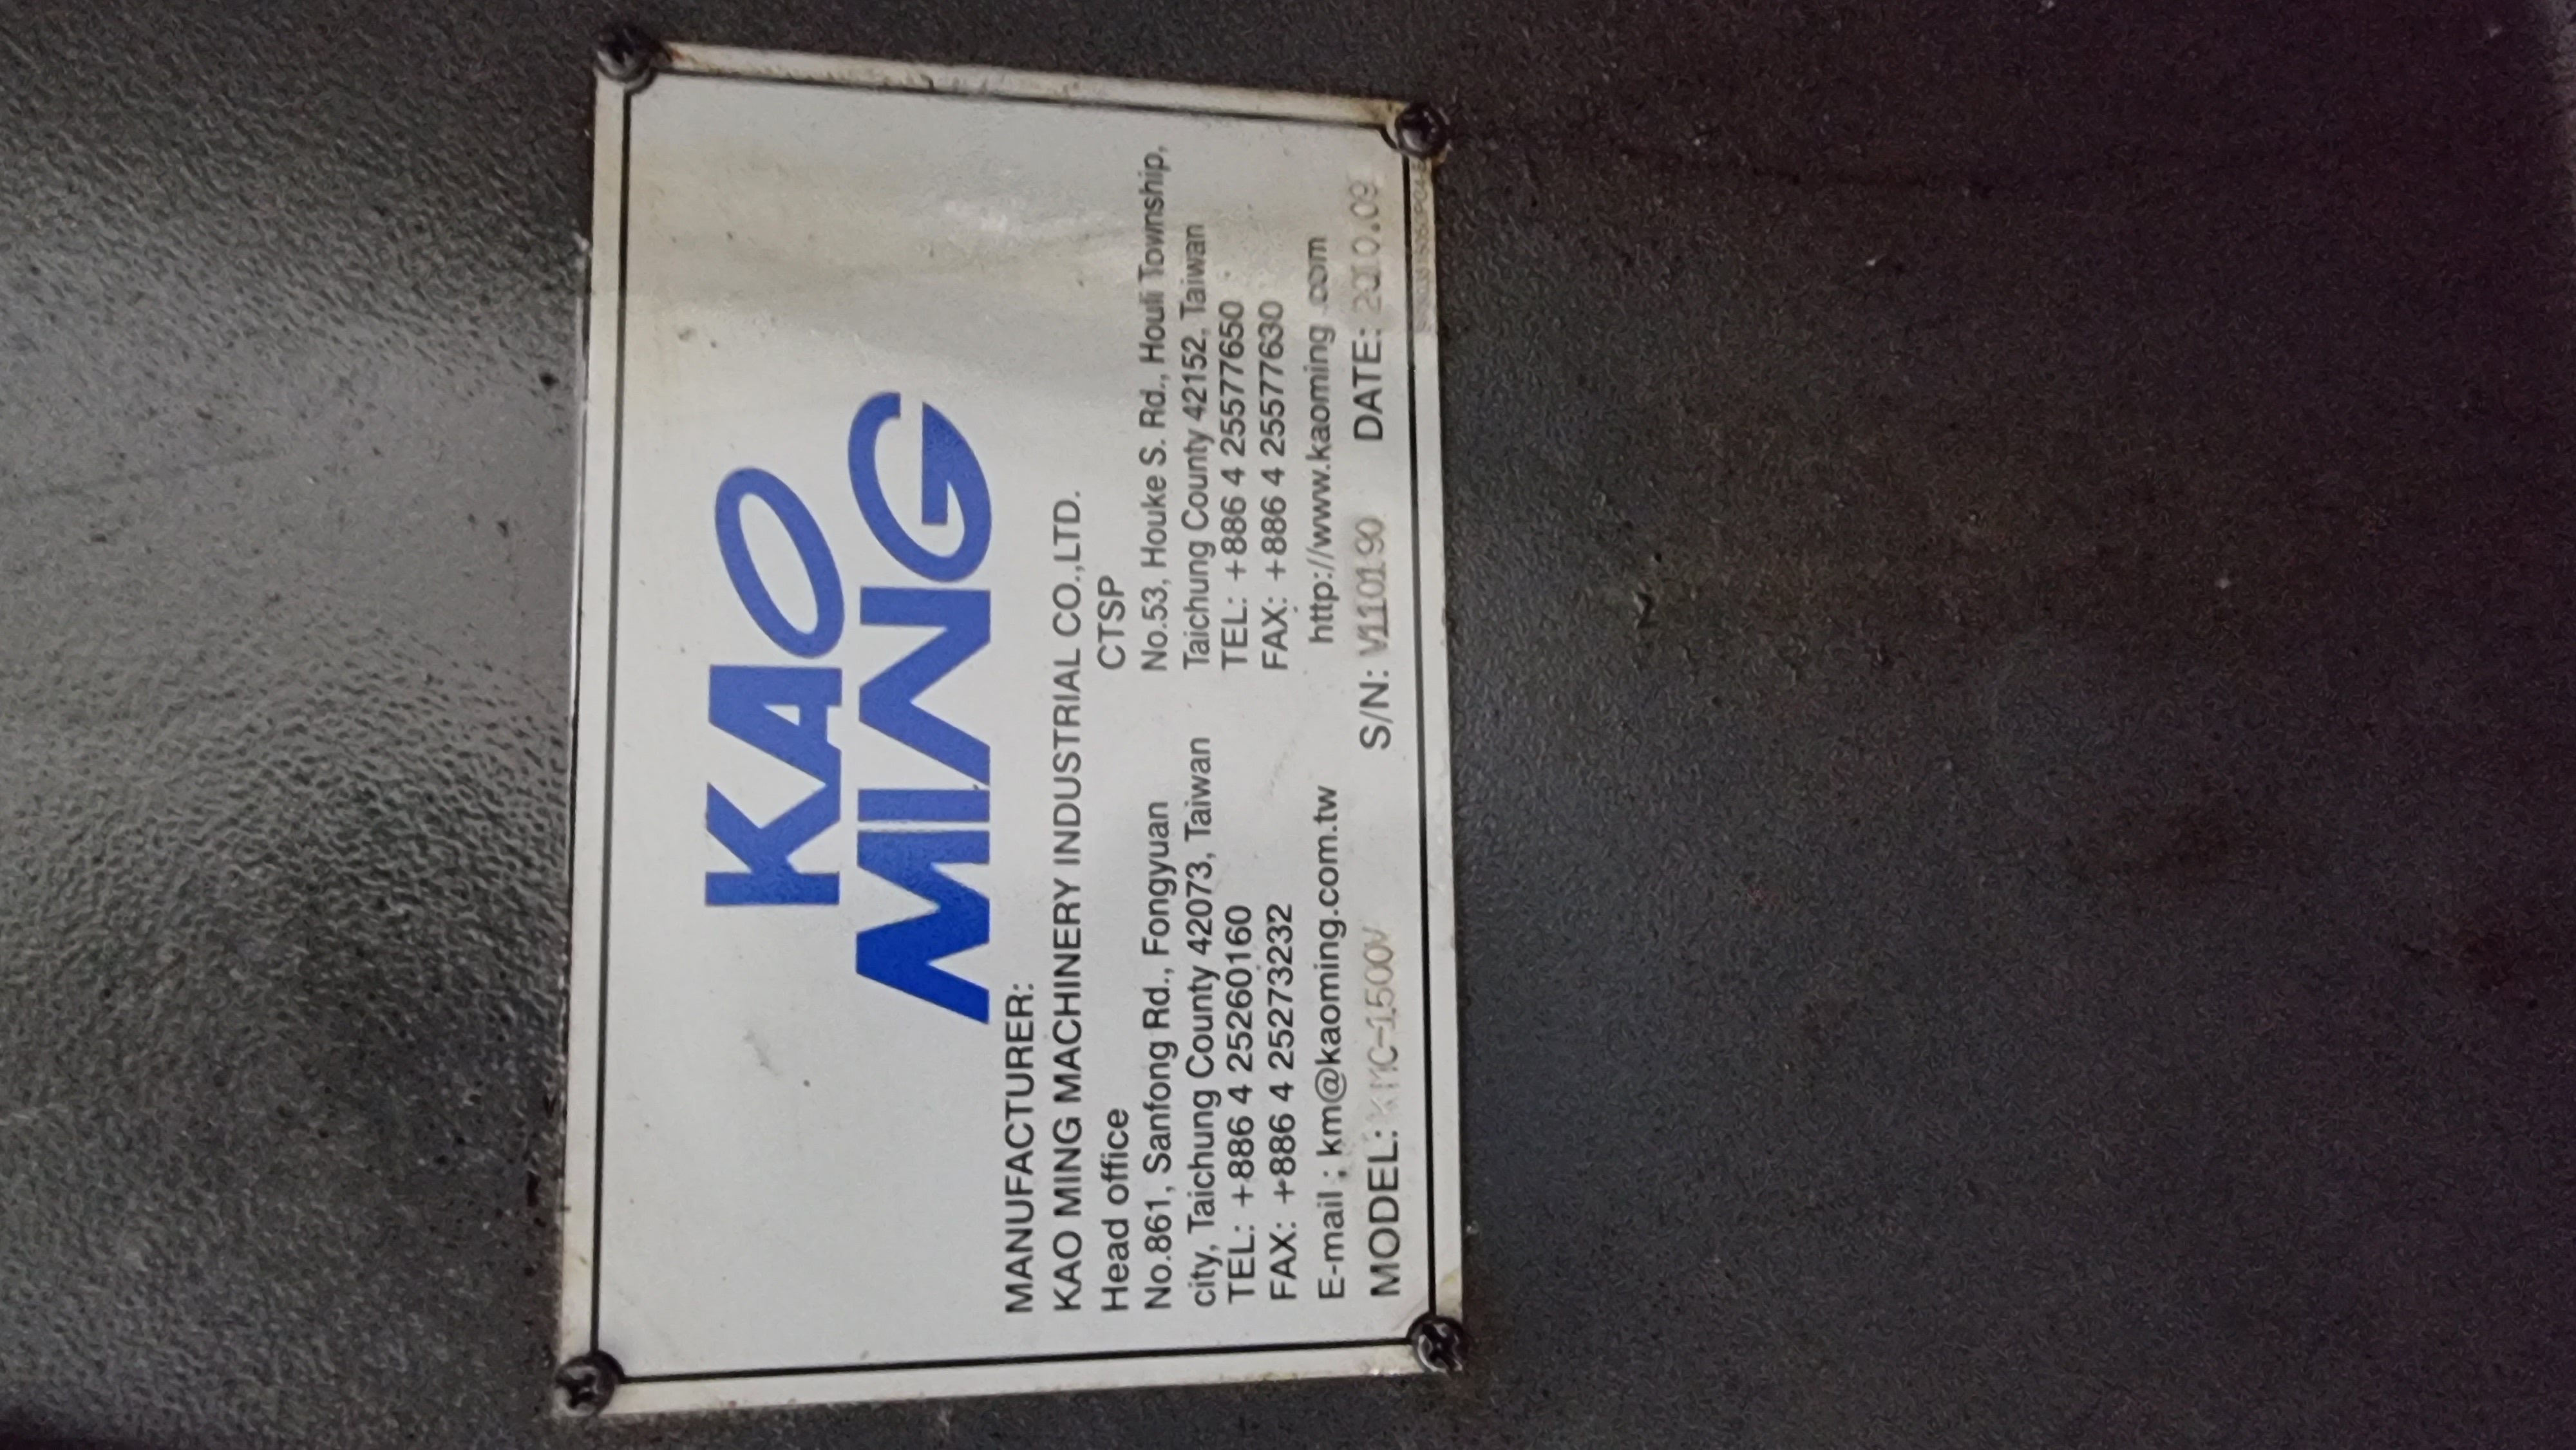 KAO
MING
MANUFACTURER:
KAO MING MACHINERY INDUSTRIAL CO.,LTD.
Head office
No.861, Sanfong Rd., Fongyuan
city, Taichung County 42073, Taiwan
TEL: +886 4 25260160
FAX: +886 4 25273232
E-mail : km@kaoming.com.tw
CTSP
No.53, Houke S. Rd., Houli Township,
Taichung County 42152, Taiwan
TEL: +886 4 25577650
FAX: +886 4 25577630
http://www.kaoming.com
MODEL: KMC-1500V S/N: V110190 DATE: 2010.09